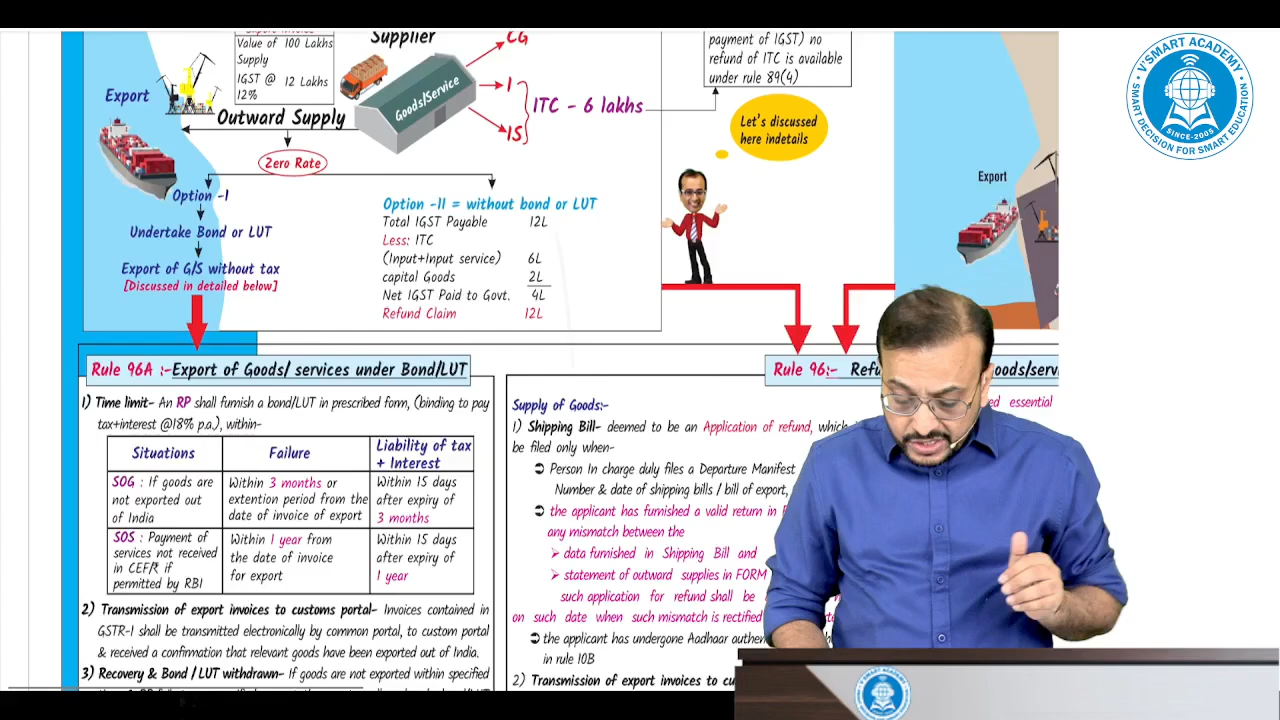 Value of 100 Lakhs
Supply
IGST @ 12 Lakhs
12%
Supplier
CG
I
IS
Goods/Service
ITC - 6 lakhs
payment of IGST) no
refund of ITC is available
under rule 89(4)
Let's discussed
here indetails
Export
Outward Supply
Zero Rate
Option -I
Undertake Bond or LUT
Export of G/S without tax
[Discussed in detailed below]
Option -II = without bond or LUT
Total IGST Payable 12L
Less: ITC
(Input+Input service) 6L
capital Goods 2L
Net IGST Paid to Govt. 4L
Refund Claim 12L
Export
V'SMART ACADEMY
SINCE-2005
SMART DECISION FOR SMART EDUCATION
Rule 96A :-Export of Goods/ services under Bond/LUT
1) Time limit- An RP shall furnish a bond/LUT in prescribed form, (binding to pay
tax+interest @18% p.a.), within-
Situations Failure Liability of tax
+ Interest
SOG : If goods are
not exported out
of India
Within 3 months or
extention period from the
date of invoice of export
Within 15 days
after expiry of
3 months
SOS : Payment of
services not received
in CEF/₹ if
permitted by RBI
Within 1 year from
the date of invoice
for export
Within 15 days
after expiry of
1 year
2) Transmission of export invoices to customs portal- Invoices contained in
GSTR-1 shall be transmitted electronically by common portal, to custom portal
& received a confirmation that relevant goods have been exported out of India.
3) Recovery & Bond / LUT withdrawn- If goods are not exported within specified
Rule 96:- Refu oods/serv
Supply of Goods:-
1) Shipping Bill- deemed to be an Application of refund, which
essential
be filed only when-
Person In charge duly files a Departure Manifest
Number & date of shipping bills / bill of export,
the applicant has furnished a valid return in
any mismatch between the
data furnished in Shipping Bill and
statement of outward supplies in FORM
such application for refund shall be
on such date when such mismatch is rectified
the applicant has undergone Aadhaar authen
in rule 10B
2) Transmission of export invoices to cu